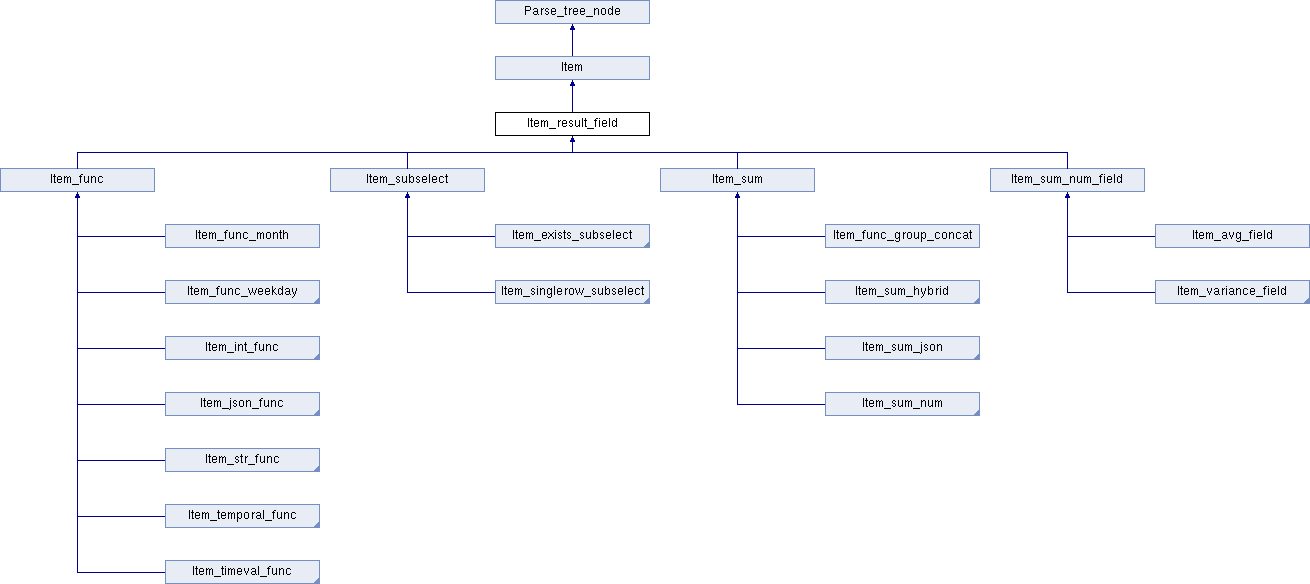 Parse_tree_node
Item
Item_result_field
Item_func
Item_subselect
Item_sum
Item_sum_num_field
Item_func_month
Item_exists_subselect
Item_func_group_concat
Item_avg_field
Item_func_weekday
Item_singlerow_subselect
Item_sum_hybrid
Item_variance_field
Item_int_func
Item_sum_json
Item_json_func
Item_sum_num
Item_str_func
Item_temporal_func
Item_timeval_func